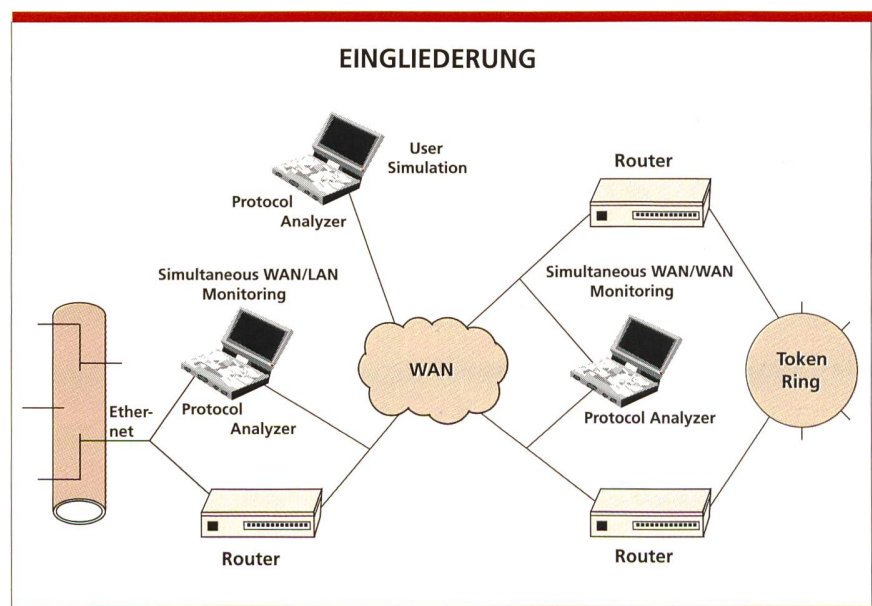 EINGLIEDERUNG
User
Simulation
Protocol
Analyzer
Router
Simultaneous WAN/LAN
Monitoring
Simultaneous WAN/WAN
Monitoring
Ether-
net
Protocol
Analyzer
WAN
Protocol Analyzer
Token
Ring
Router
Router